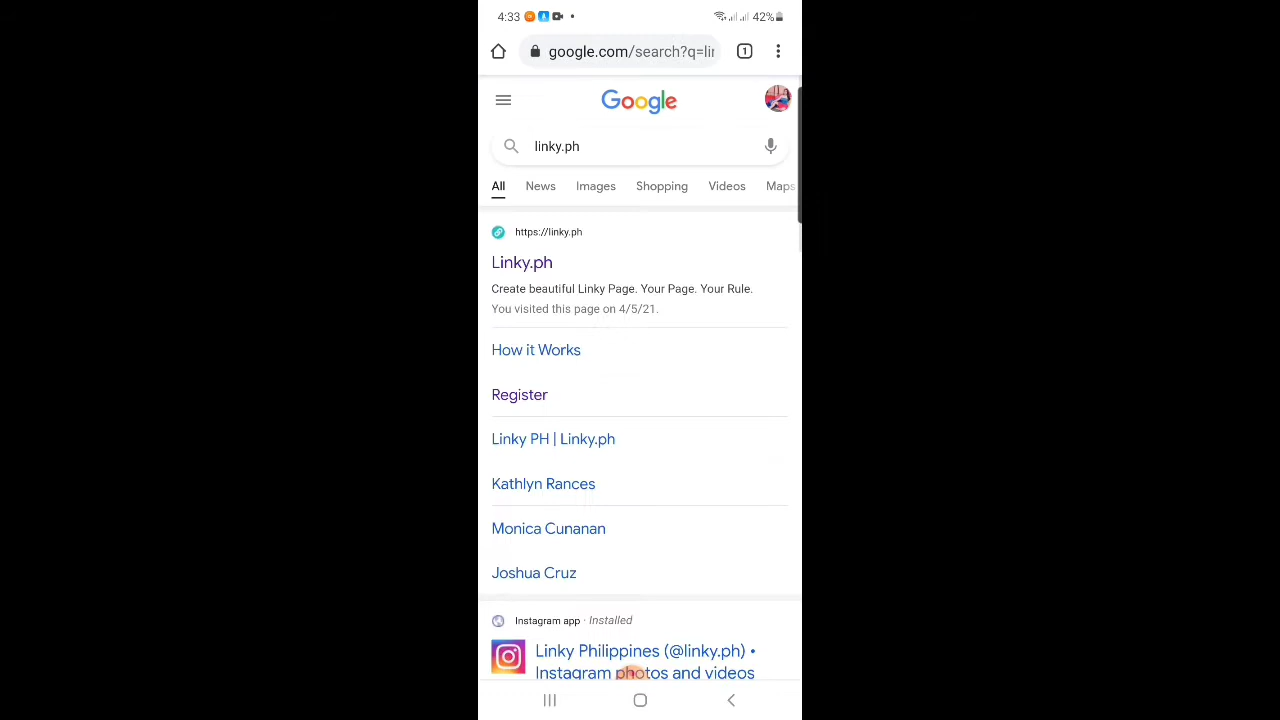 4:33
42%
google.com/search?q=lin
1
Google
linky.ph
All News Images Shopping Videos Maps
https://linky.ph
Linky.ph
Create beautiful Linky Page. Your Page. Your Rule.
You visited this page on 4/5/21.
How it Works
Register
Linky PH | Linky.ph
Kathlyn Rances
Monica Cunanan
Joshua Cruz
Instagram app · Installed
Linky Philippines (@linky.ph) •
Instagram photos and videos